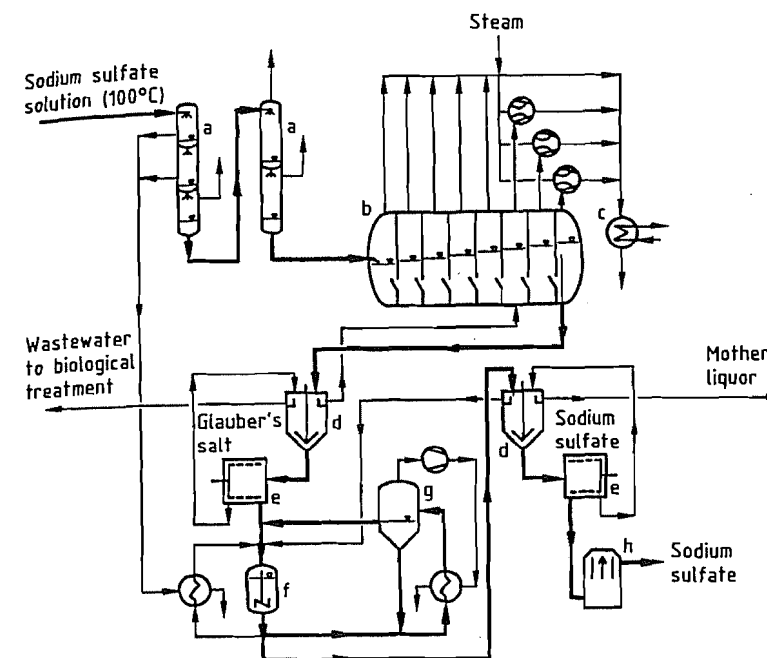 Steam
Sodium sulfate
solution (100°C)
a
a
b
c
Wastewater
to biological
treatment
Mother
liquor
Glauber's
salt
d
Sodium
sulfate
d
e
g
e
f
h
Sodium
sulfate